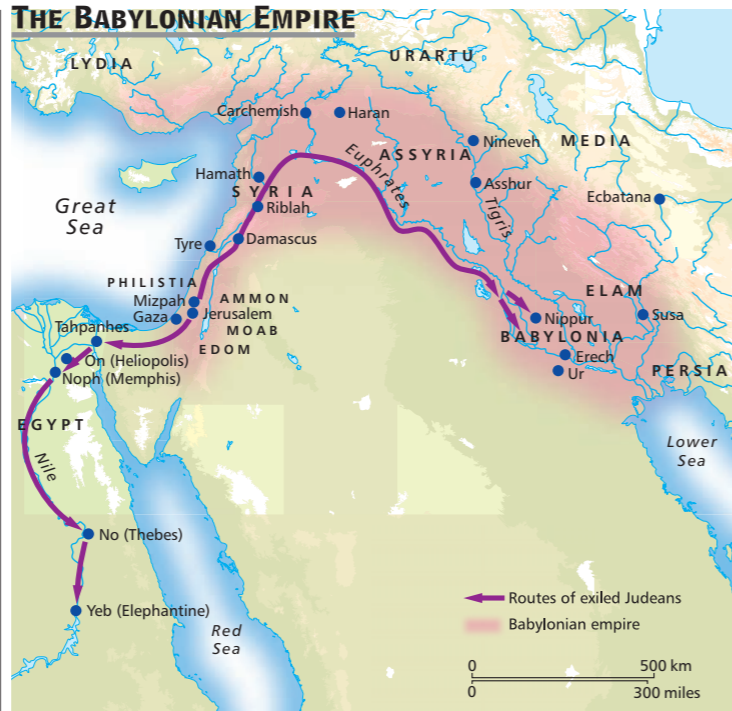 THE BABYLONIAN EMPIRE
LYDIA
URARTU
Carchemish
Haran
Nineveh
MEDIA
ASSYRIA
Euphrates
Hamath
SYRIA
Asshur
Ecbatana
Great
Sea
Riblah
Tigris
Tyre
Damascus
PHILISTIA
Mizpah
AMMON
ELAM
Gaza
Jerusalem
Nippur
Susa
Tahpanhes
MOAB
BABYLONIA
EDOM
On (Heliopolis)
Erech
Noph (Memphis)
Ur
PERSIA
EGYPT
Lower
Sea
Nile
No (Thebes)
Yeb (Elephantine)
Red
Sea
Routes of exiled Judeans
Babylonian empire
0 500 km
0 300 miles